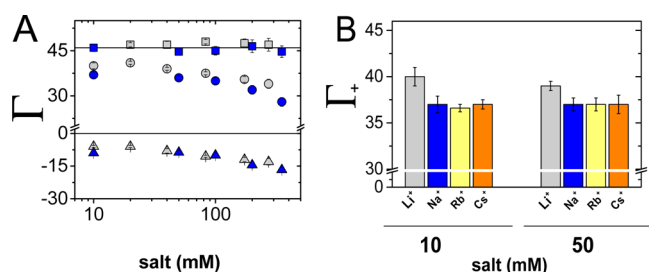 A
Γ
45
30
0
-15
-30
10
100
salt (mM)
B
Γ+
40
35
30
0
Li+
Na+
Rb+
Cs+
Li+
Na+
Rb+
Cs+
10
50
salt (mM)